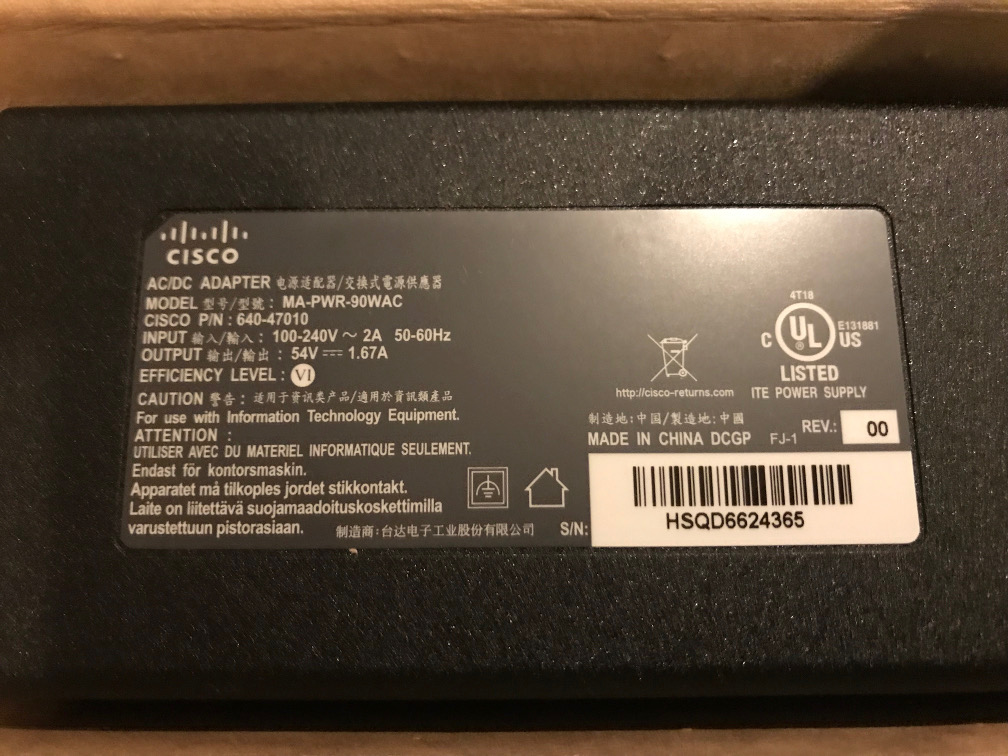 CISCO
AC/DC ADAPTER 电源适配器/交換式電源供應器
MODEL 型号/型號: MA-PWR-90WAC
CISCO P/N: 640-47010
INPUT 输入/輸入: 100-240V ~ 2A 50-60Hz
OUTPUT 输出/輸出: 54V ⎓ 1.67A
EFFICIENCY LEVEL: VI
CAUTION 警告: 适用于资讯类产品/適用於資訊類產品
For use with Information Technology Equipment.
ATTENTION :
UTILISER AVEC DU MATERIEL INFORMATIQUE SEULEMENT.
Endast för kontorsmaskin.
Apparatet må tilkoples jordet stikkontakt.
Laite on liitettävä suojamaadoituskoskettimilla
varustettuun pistorasiaan.
制造商:台达电子工业股份有限公司
4T18
C UL US
® E131881
LISTED
ITE POWER SUPPLY
http://cisco-returns.com
制造地:中国/製造地:中國
MADE IN CHINA DCGP FJ-1 REV.: 00
S/N: HSQD6624365